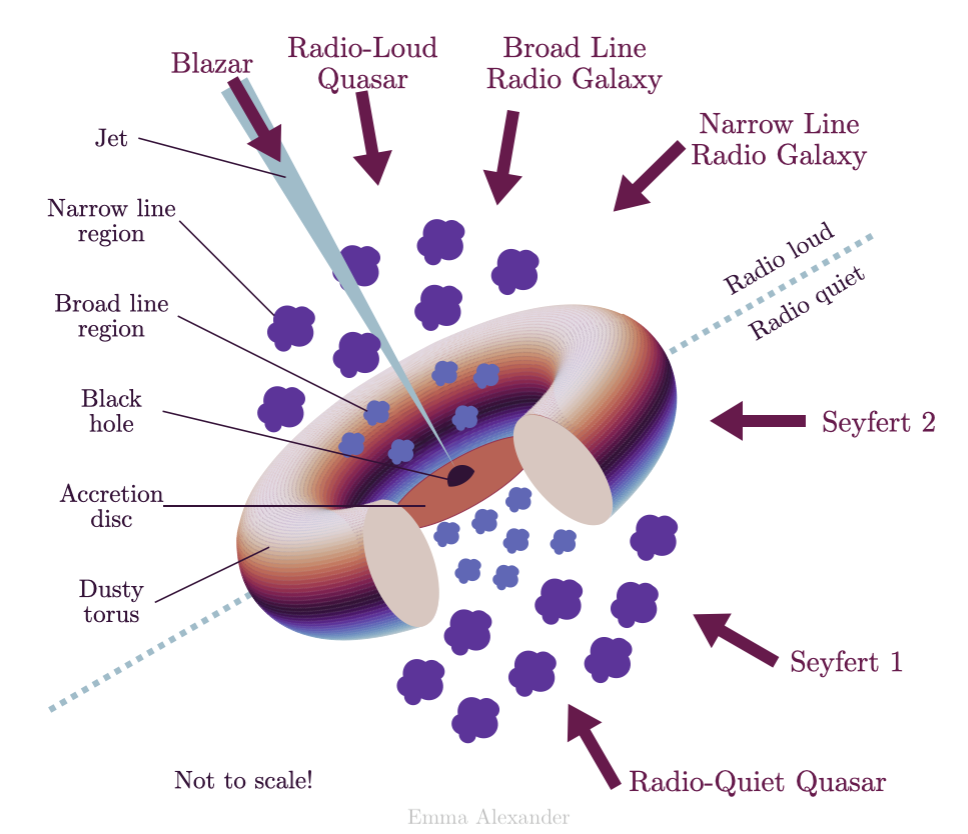 Blazar
Radio-Loud
Quasar
Broad Line
Radio Galaxy
Narrow Line
Radio Galaxy
Jet
Narrow line
region
Broad line
region
Black
hole
Accretion
disc
Dusty
torus
Radio loud
Radio quiet
Seyfert 2
Seyfert 1
Radio-Quiet Quasar
Not to scale!
Emma Alexander